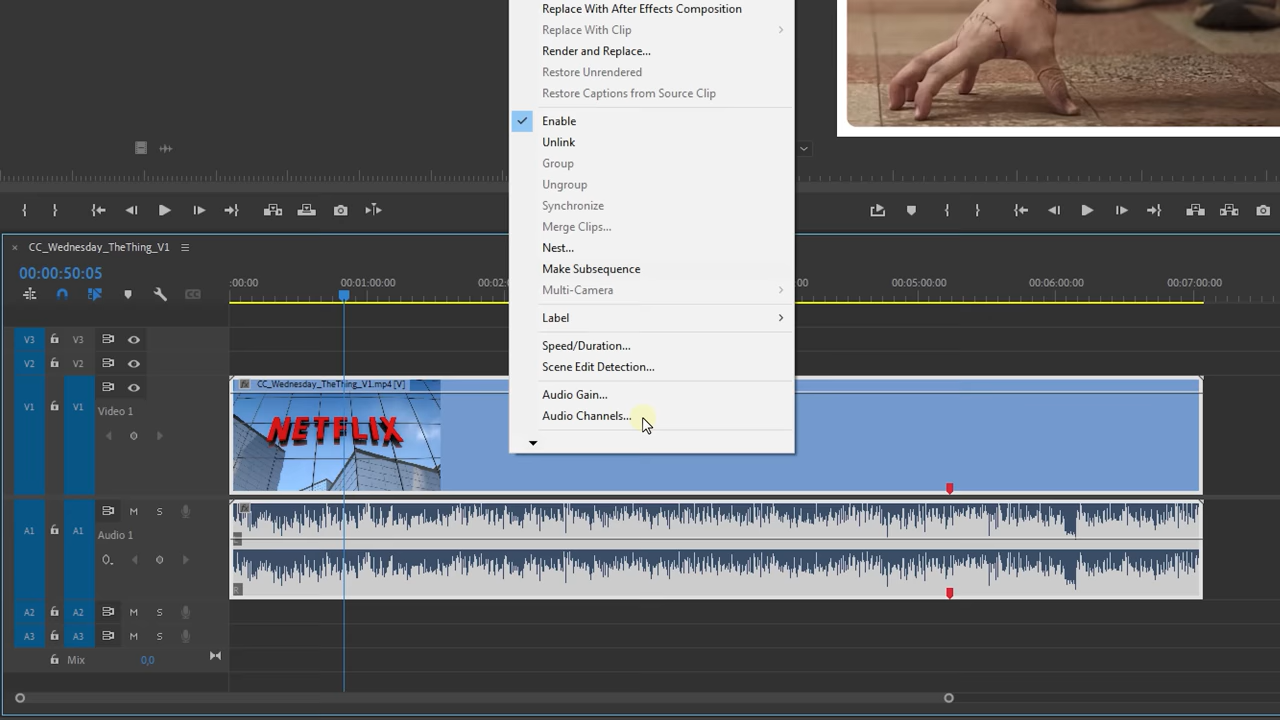 Replace With After Effects Composition
Replace With Clip
Render and Replace...
Restore Unrendered
Restore Captions from Source Clip
Enable
Unlink
Group
Ungroup
Synchronize
Merge Clips...
Nest...
Make Subsequence
Multi-Camera
Label
Speed/Duration...
Scene Edit Detection...
Audio Gain...
Audio Channels...
CC_Wednesday_TheThing_V1
00:00:50:05
:00:00 00:01:00:00 00:02: 00 00:05:00:00 00:06:00:00 00:07:00:00
V3 V3
V2 V2
CC_Wednesday_TheThing_V1.mp4 [V]
V1 V1 Video 1
NETFLIX
M S
A1 A1 Audio 1
A2 A2 M S
A3 A3 M S
Mix 0,0